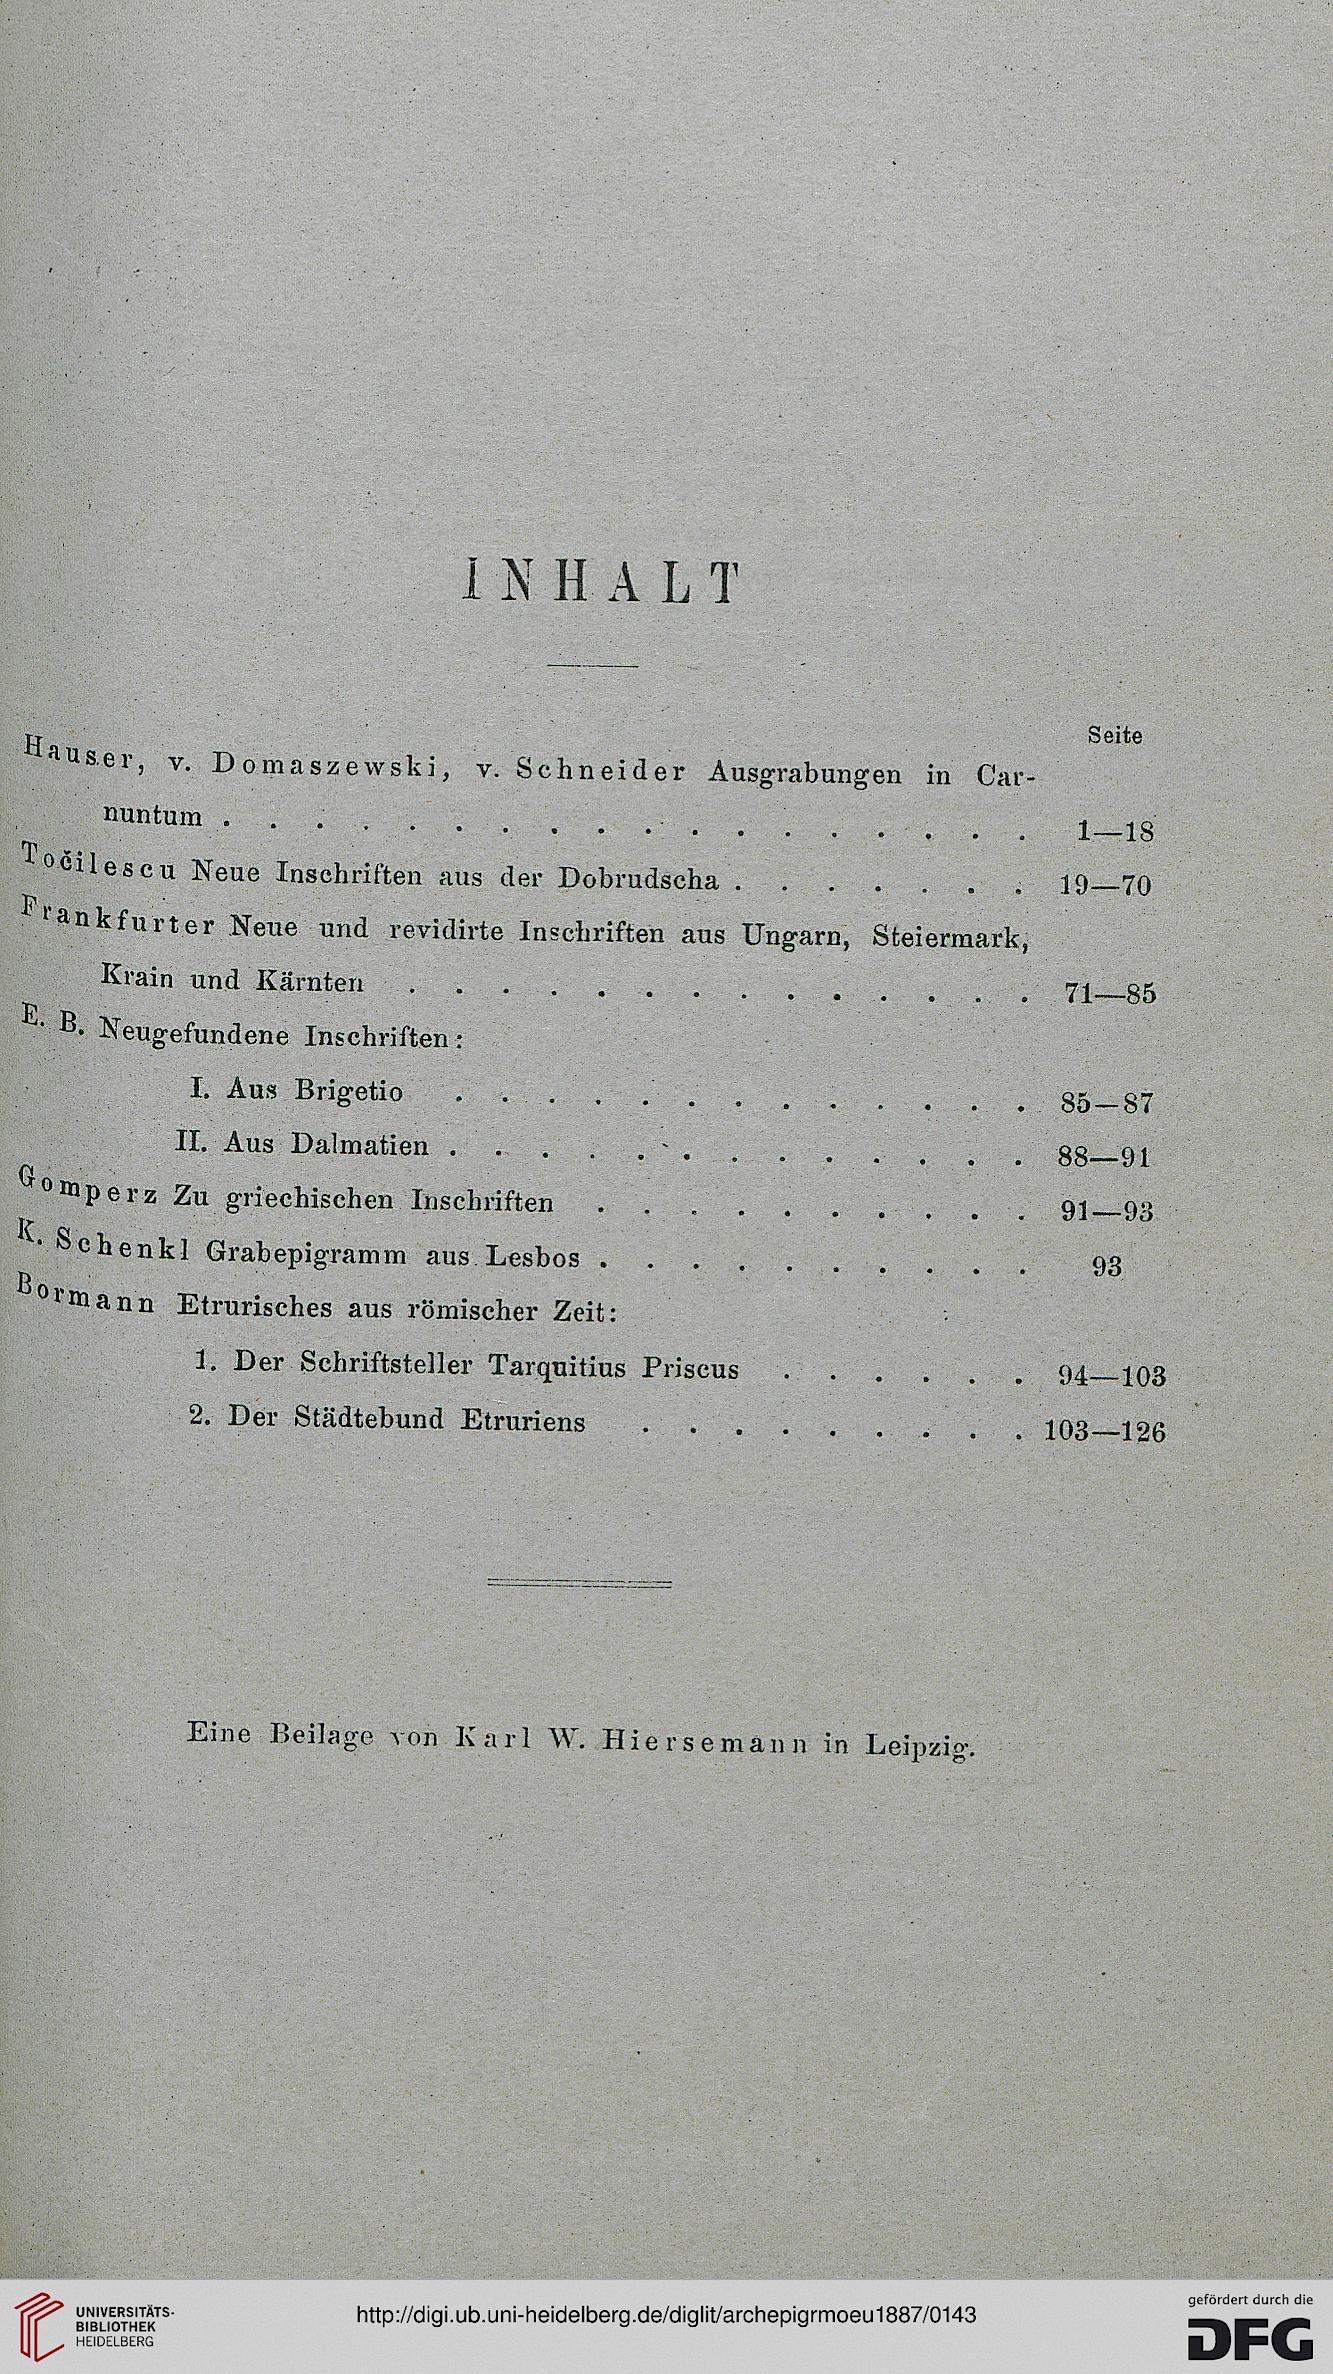 INHALT
Seite
Hauser, v. Domaszewski, v. Schneider Ausgrabungen in Car-
nuntum . . . . . . . . . . . . . . . . . . 1—18
Točilescu Neue Inschriften aus der Dobrudscha . . . . . . . 19—70
Frankfurter Neue und revidirte Inschriften aus Ungarn, Steiermark,
Krain und Kärnten . . . . . . . . . . . . . . 71—85
E. B. Neugefundene Inschriften:
I. Aus Brigetio . . . . . . . . . . . . . 85—87
II. Aus Dalmatien . . . . . . . . . . . . . 88—91
Gomperz Zu griechischen Inschriften . . . . . . . . . . 91—93
K. Schenkl Grabepigramm aus Lesbos . . . . . . . . . . 93
Bormann Etrurisches aus römischer Zeit:
1. Der Schriftsteller Tarquitius Priscus . . . . . . 94—103
2. Der Städtebund Etruriens . . . . . . . . . 103—126
Eine Beilage von Karl W. Hiersemann in Leipzig.
UNIVERSITÄTS-
BIBLIOTHEK
HEIDELBERG
http://digi.ub.uni-heidelberg.de/diglit/archepigrmoeu1887/0143
gefördert durch die
DFG